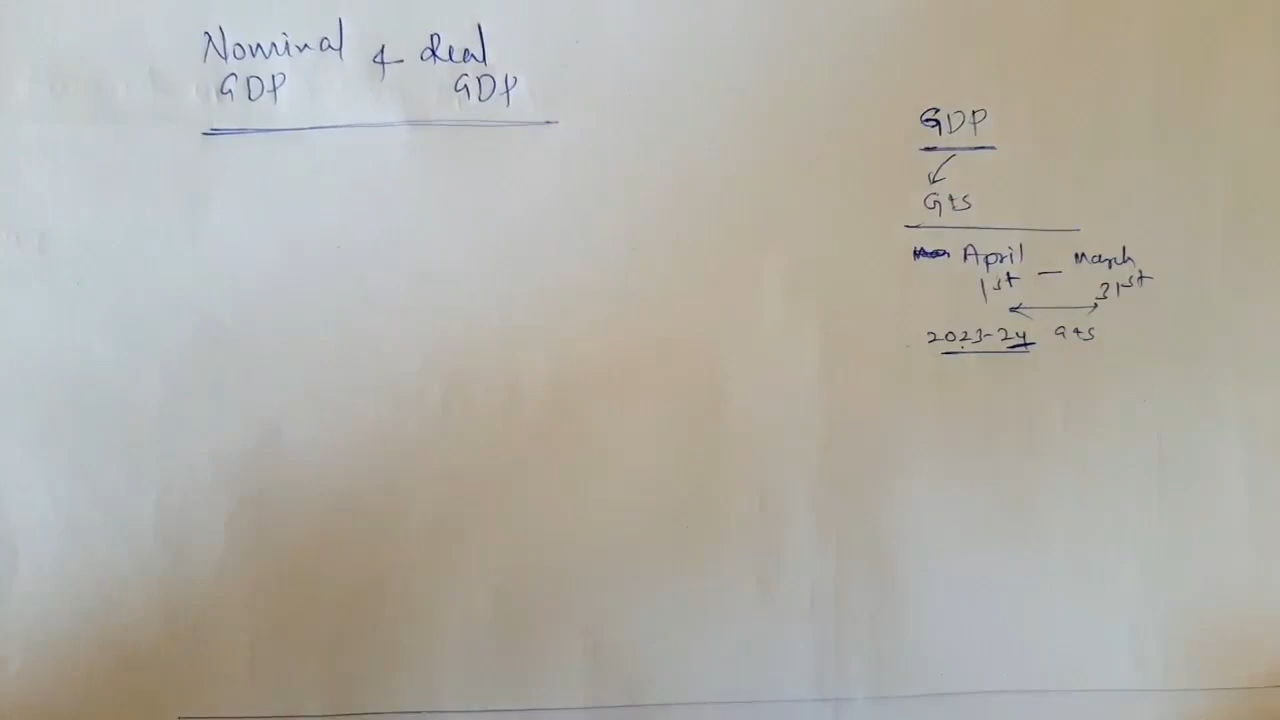 Nominal & Real
GDP GDP
GDP
G+S
April — March
1st 31st
2023-24 G+S